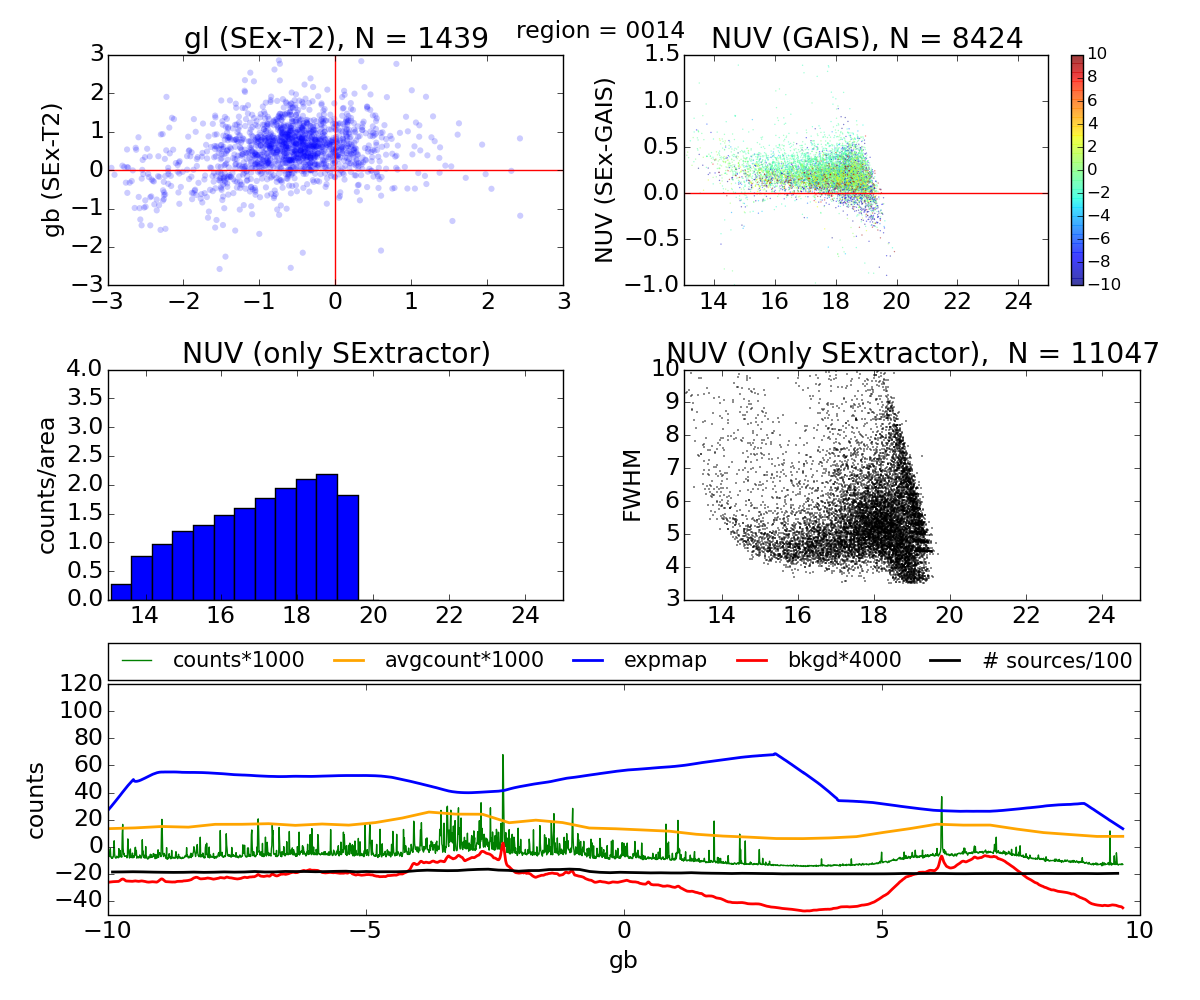 region = 0014
gl (SEx-T2), N = 1439
gb (SEx-T2)
3
2
1
0
−1
−2
−3
−3 −2 −1 0 1 2 3
NUV (GAIS), N = 8424
NUV (SEx-GAIS)
1.5
1.0
0.5
0.0
−0.5
−1.0
14 16 18 20 22 24
10
8
6
4
2
0
−2
−4
−6
−8
−10
NUV (only SExtractor)
counts/area
4.0
3.5
3.0
2.5
2.0
1.5
1.0
0.5
0.0
14 16 18 20 22 24
NUV (Only SExtractor), N = 11047
FWHM
10
9
8
7
6
5
4
3
14 16 18 20 22 24
counts*1000 avgcount*1000 expmap bkgd*4000 # sources/100
counts
120
100
80
60
40
20
0
−20
−40
−10 −5 0 5 10
gb